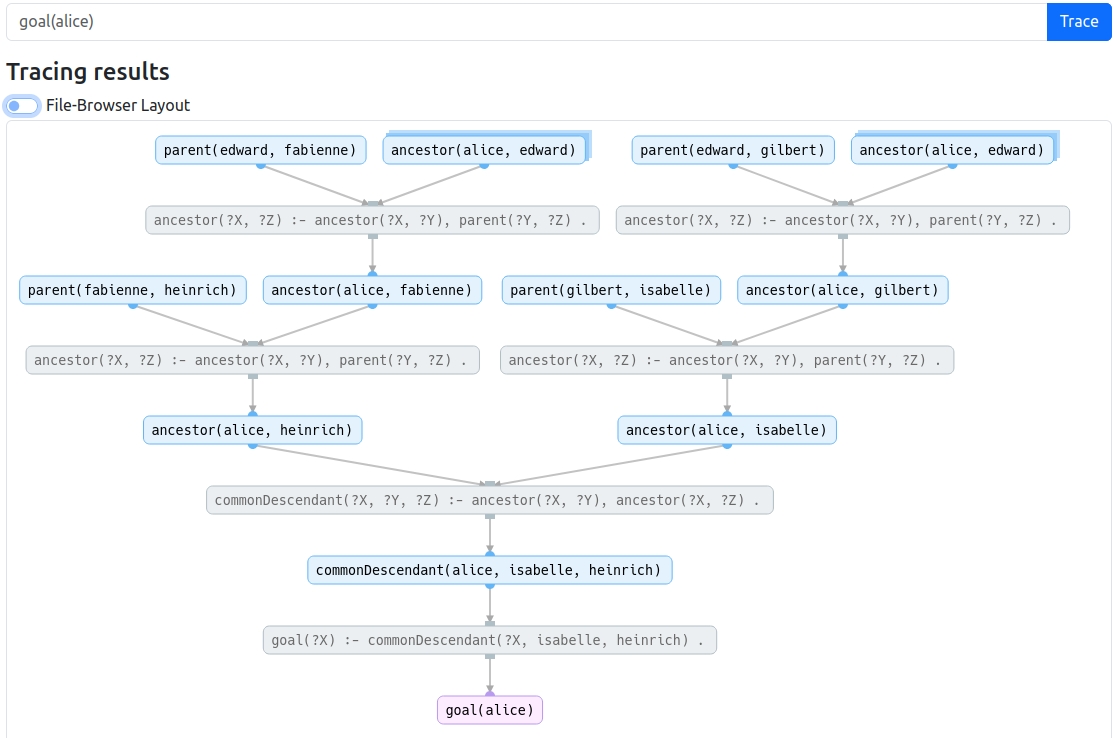 goal(alice) Trace
Tracing results
File-Browser Layout
parent(edward, fabienne) ancestor(alice, edward) parent(edward, gilbert) ancestor(alice, edward)
ancestor(?X, ?Z) :- ancestor(?X, ?Y), parent(?Y, ?Z) . ancestor(?X, ?Z) :- ancestor(?X, ?Y), parent(?Y, ?Z) .
parent(fabienne, heinrich) ancestor(alice, fabienne) parent(gilbert, isabelle) ancestor(alice, gilbert)
ancestor(?X, ?Z) :- ancestor(?X, ?Y), parent(?Y, ?Z) . ancestor(?X, ?Z) :- ancestor(?X, ?Y), parent(?Y, ?Z) .
ancestor(alice, heinrich) ancestor(alice, isabelle)
commonDescendant(?X, ?Y, ?Z) :- ancestor(?X, ?Y), ancestor(?X, ?Z) .
commonDescendant(alice, isabelle, heinrich)
goal(?X) :- commonDescendant(?X, isabelle, heinrich) .
goal(alice)